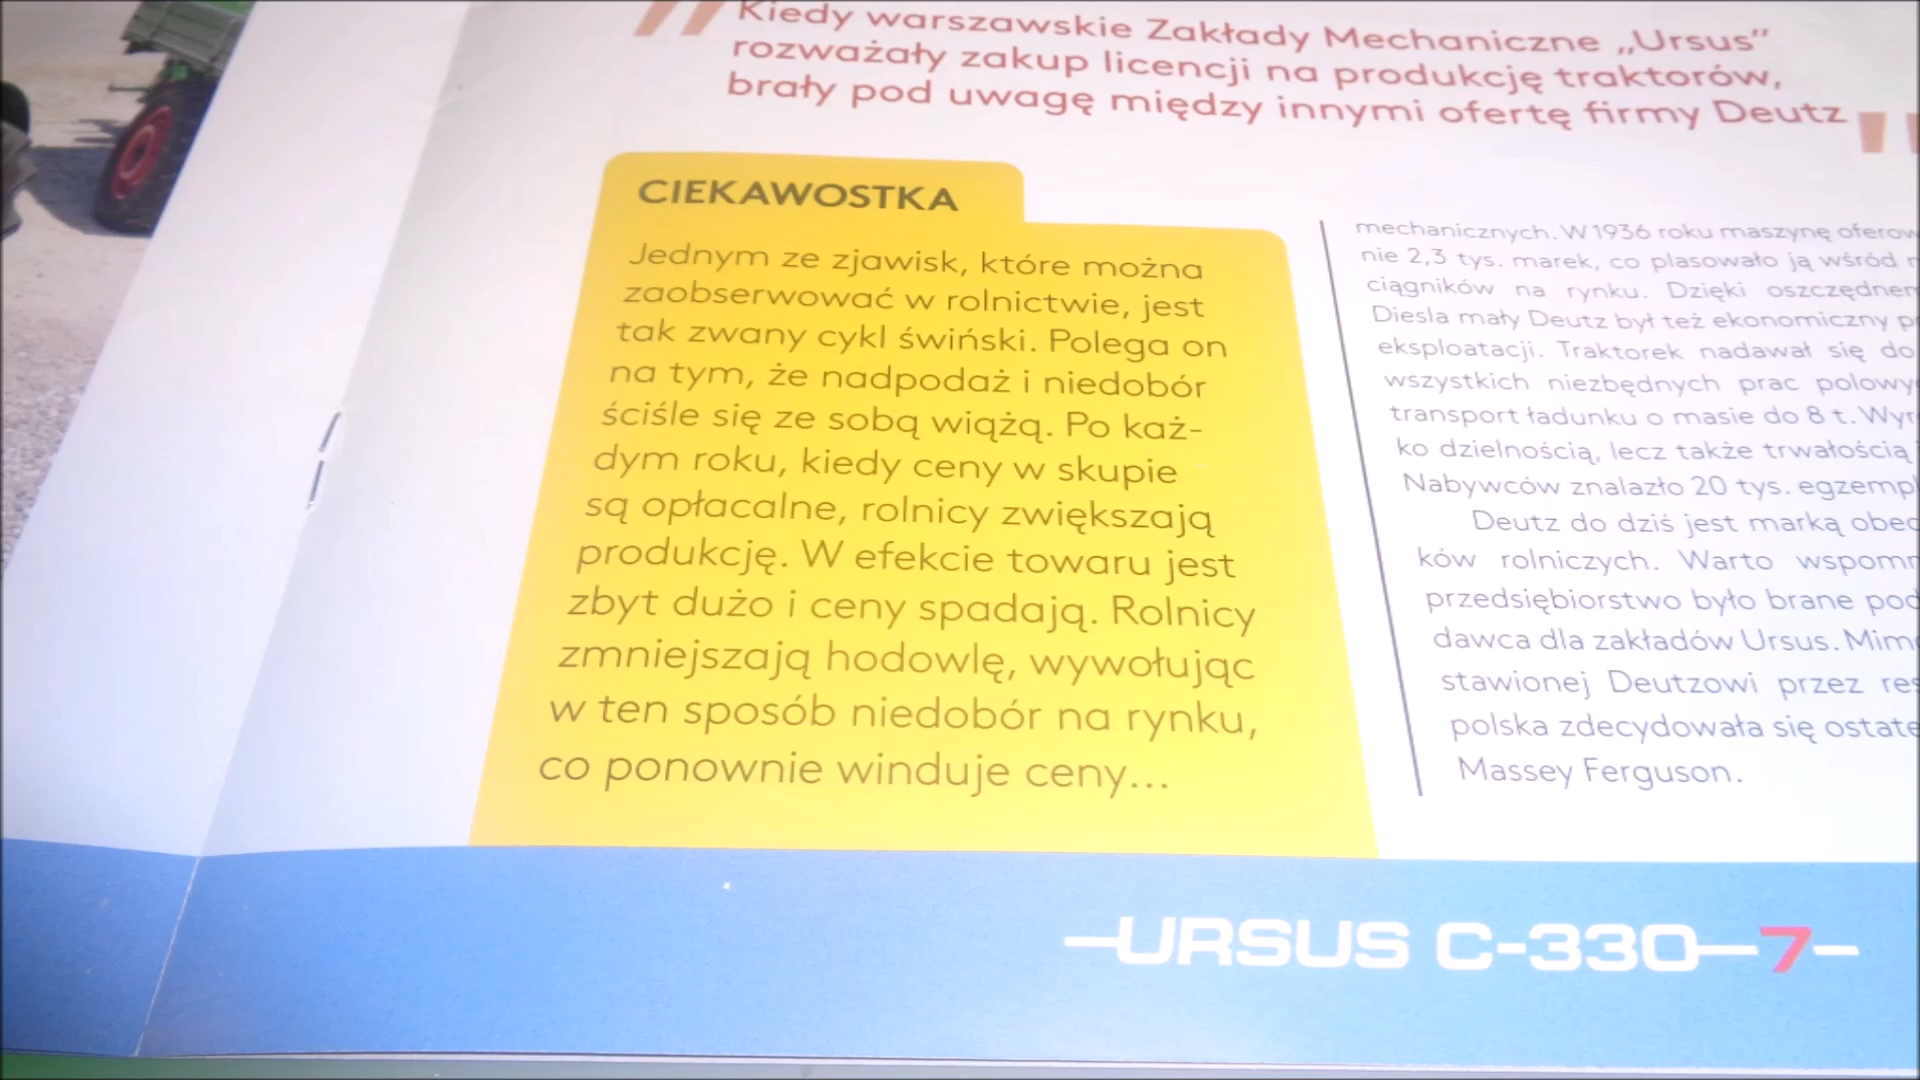 Kiedy warszawskie Zakłady Mechaniczne „Ursus”
rozważały zakup licencji na produkcję traktorów,
brały pod uwagę między innymi ofertę firmy Deutz
CIEKAWOSTKA
Jednym ze zjawisk, które można
zaobserwować w rolnictwie, jest
tak zwany cykl świński. Polega on
na tym, że nadpodaż i niedobór
ściśle się ze sobą wiążą. Po każ-
dym roku, kiedy ceny w skupie
są opłacalne, rolnicy zwiększają
produkcję. W efekcie towaru jest
zbyt dużo i ceny spadają. Rolnicy
zmniejszają hodowlę, wywołując
w ten sposób niedobór na rynku,
co ponownie winduje ceny...
mechanicznych. W 1936 roku maszynę
nie 2,3 tys. marek, co plasowało ją wśród
ciągników na rynku. Dzięki
Diesla mały Deutz był też ekonomiczny
eksploatacji. Traktorek nadawał się do
wszystkich niezbędnych prac
transport ładunku o masie do 8 t.
ko dzielnością, lecz także trwałością
Nabywców znalazło 20 tys.
Deutz do dziś jest marką
ków rolniczych. Warto
przedsiębiorstwo było brane
dawca dla zakładów Ursus.
stawionej Deutzowi przez
polska zdecydowała się
Massey Ferguson.
URSUS C-330 7